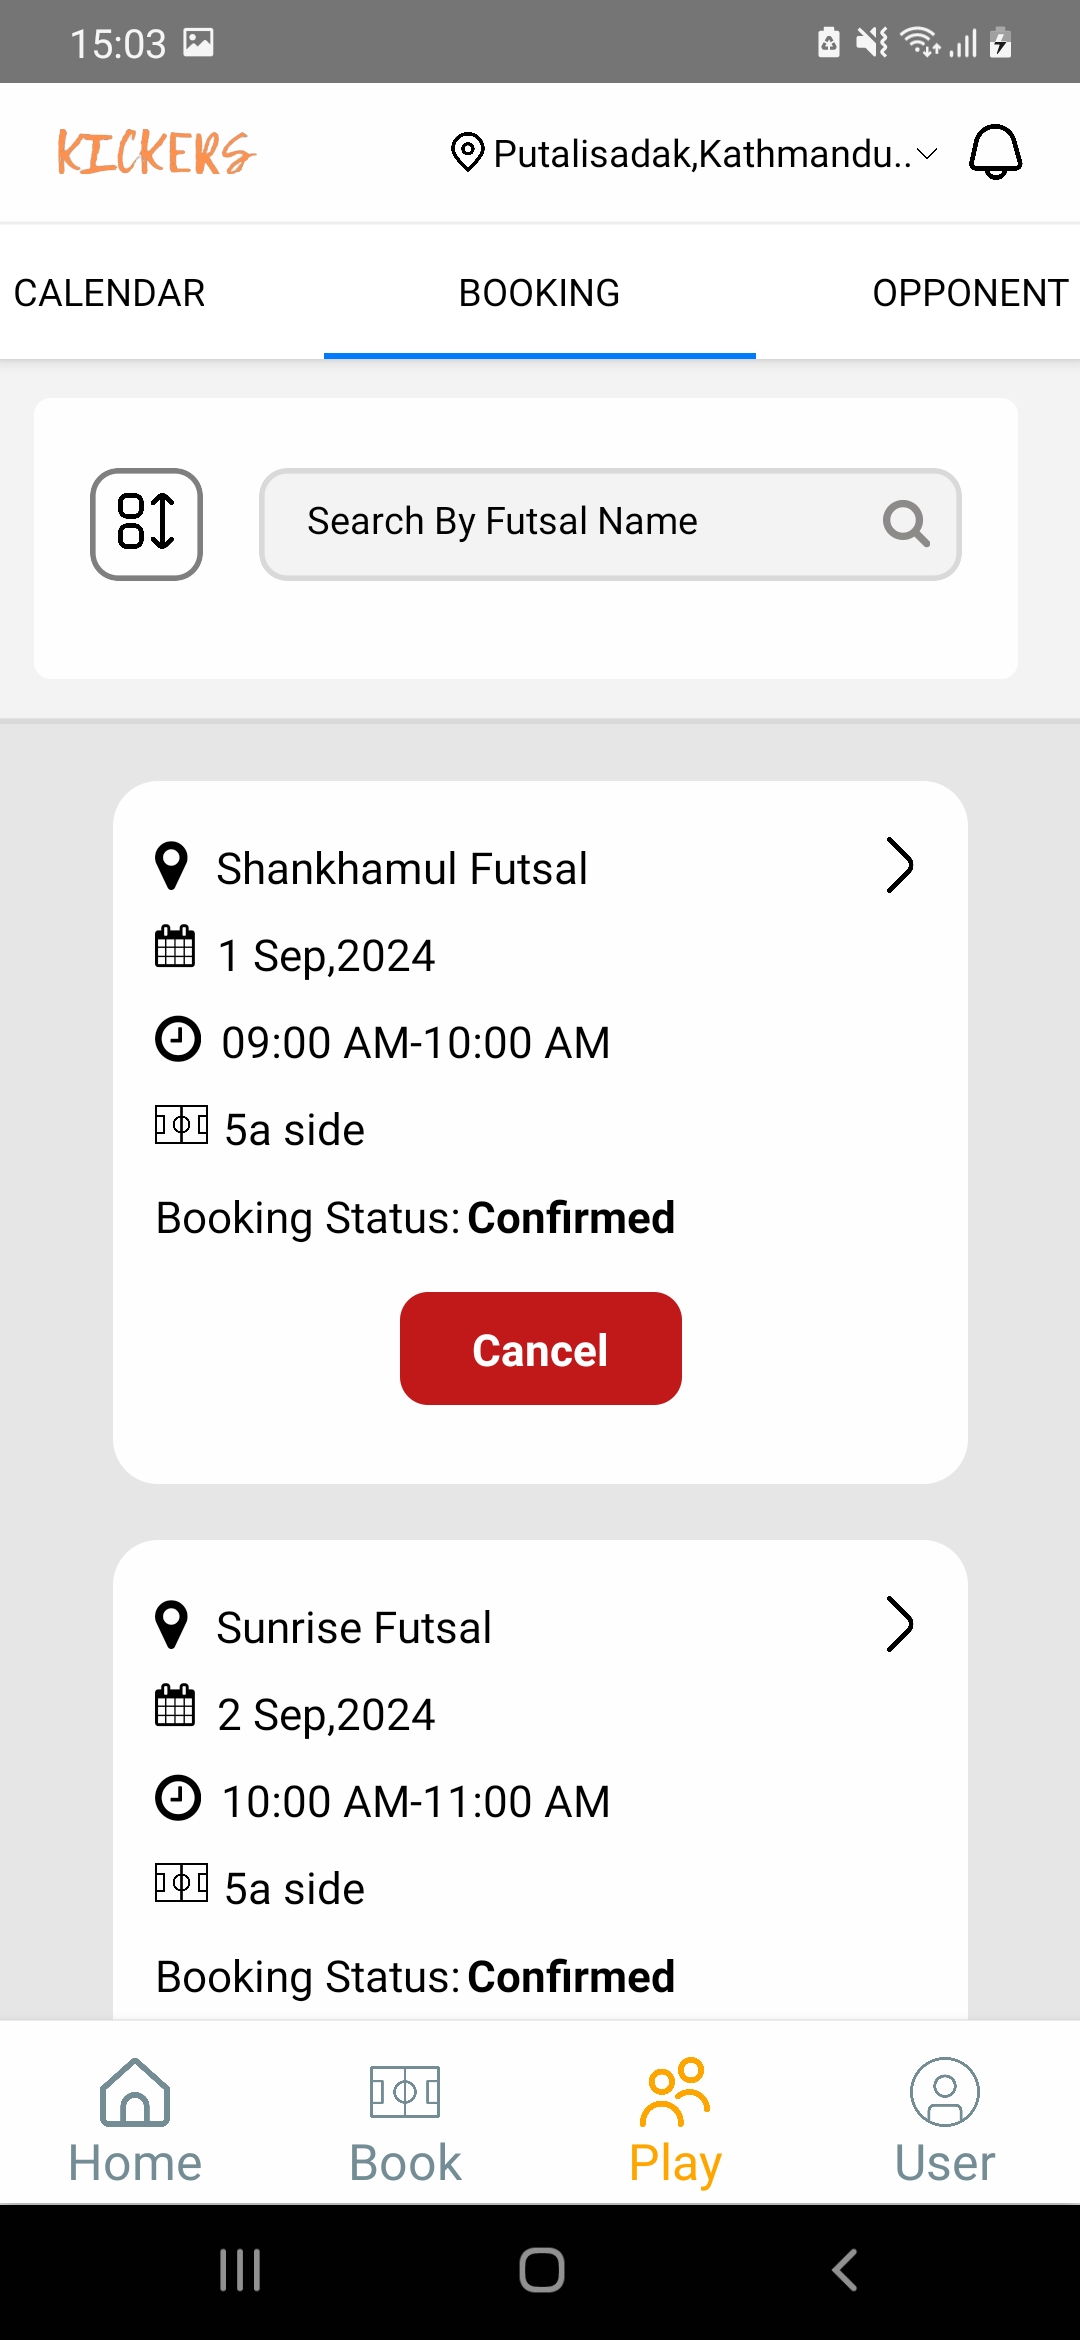 15:03
KICKERS
Putalisadak,Kathmandu..
CALENDAR
BOOKING
OPPONENT
Search By Futsal Name
Shankhamul Futsal
1 Sep,2024
09:00 AM-10:00 AM
5a side
Booking Status: Confirmed
Cancel
Sunrise Futsal
2 Sep,2024
10:00 AM-11:00 AM
5a side
Booking Status: Confirmed
Home
Book
Play
User